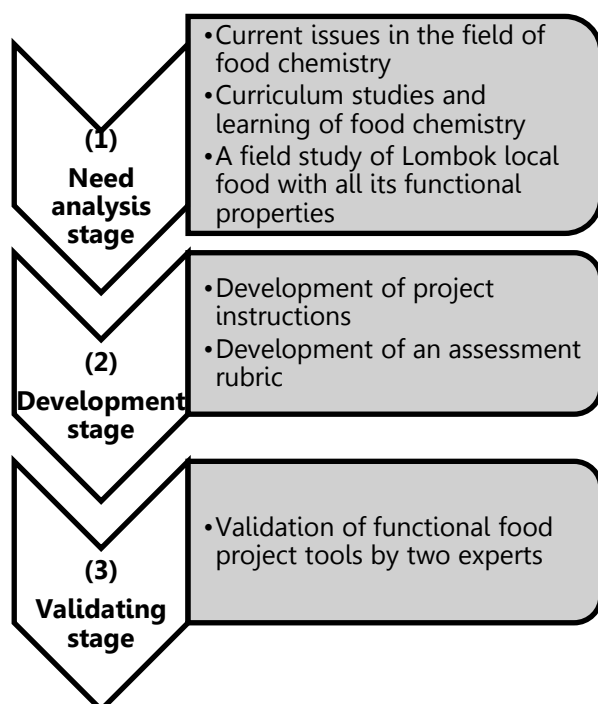 (1)
Need
analysis
stage
•Current issues in the field of
food chemistry
•Curriculum studies and
learning of food chemistry
•A field study of Lombok local
food with all its functional
properties
(2)
Development
stage
•Development of project
instructions
•Development of an assessment
rubric
(3)
Validating
stage
•Validation of functional food
project tools by two experts